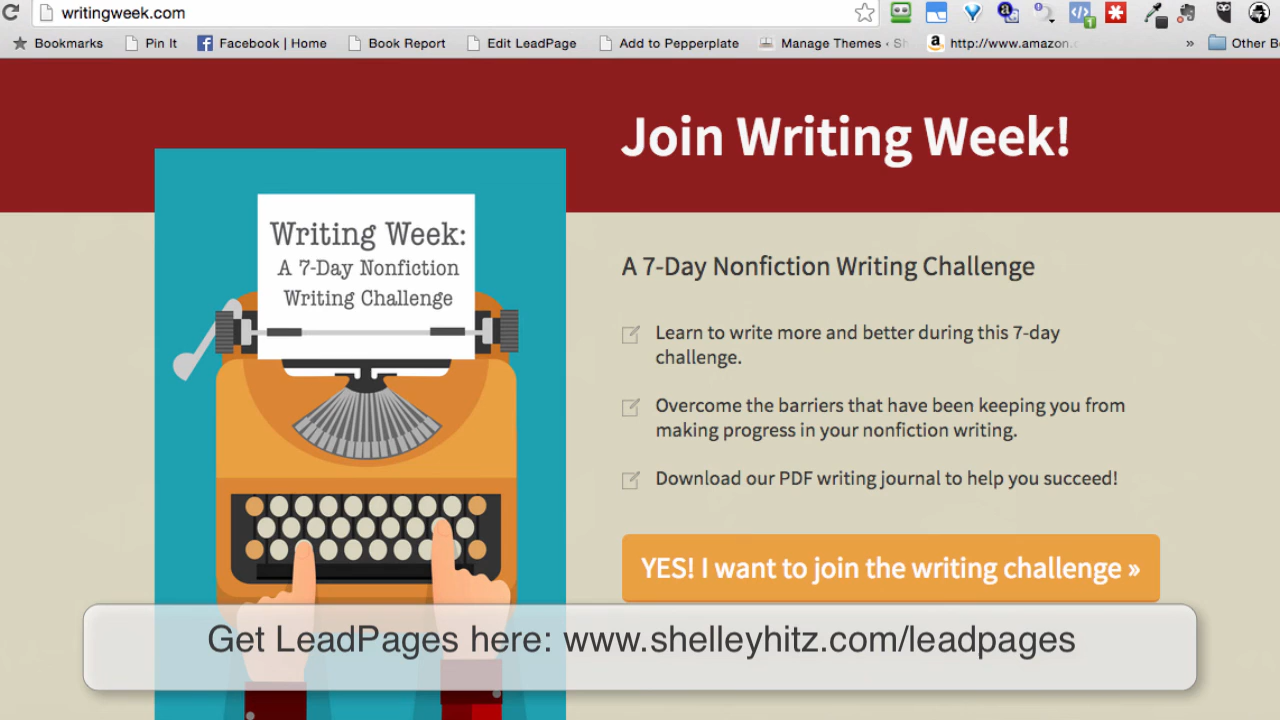 writingweek.com
Bookmarks Pin It Facebook | Home Book Report Edit LeadPage Add to Pepperplate Manage Themes ‹ Sh http://www.amazon.c » Other B
Join Writing Week!
Writing Week:
A 7-Day Nonfiction
Writing Challenge
A 7-Day Nonfiction Writing Challenge
Learn to write more and better during this 7-day
challenge.
Overcome the barriers that have been keeping you from
making progress in your nonfiction writing.
Download our PDF writing journal to help you succeed!
YES! I want to join the writing challenge »
Get LeadPages here: www.shelleyhitz.com/leadpages